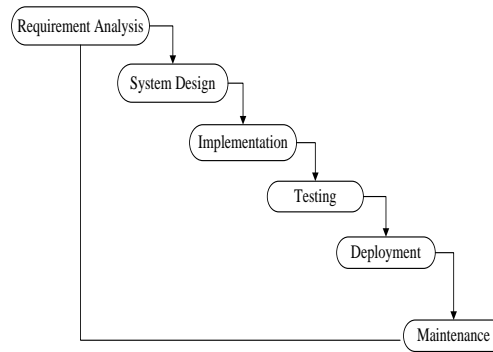 Requirement Analysis
System Design
Implementation
Testing
Deployment
Maintenance